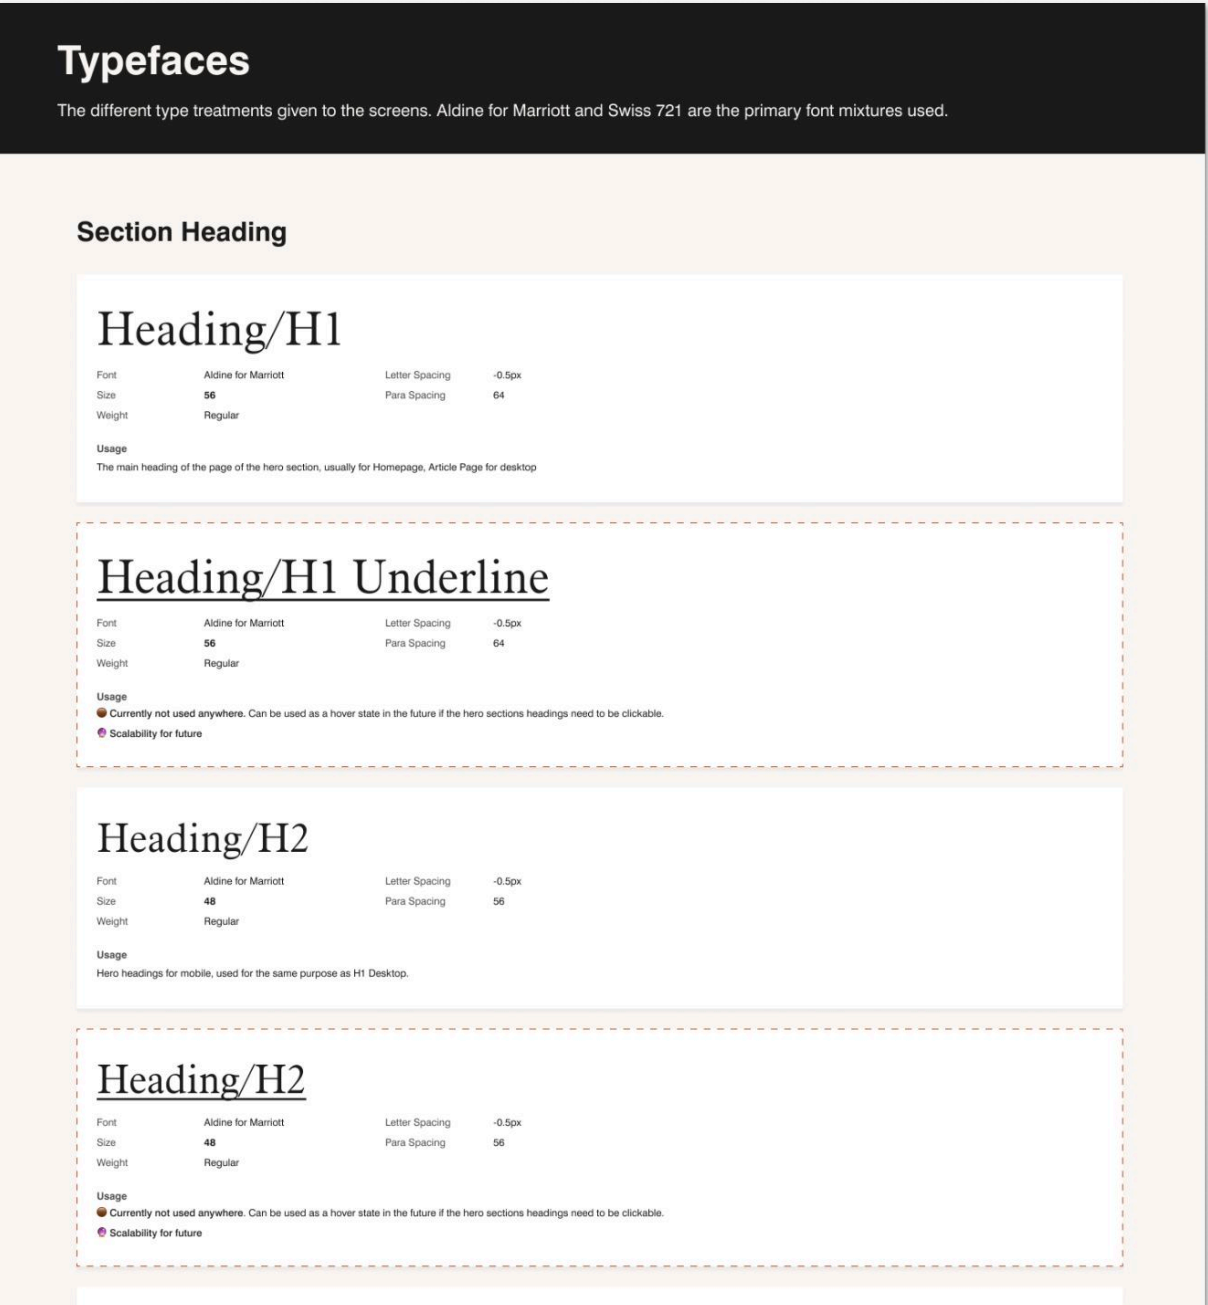 Typefaces
The different type treatments given to the screens. Aldine for Marriott and Swiss 721 are the primary font mixtures used.
Section Heading
Heading/H1
Font Aldine for Marriott Letter Spacing -0.5px
Size 56 Para Spacing 64
Weight Regular
Usage
The main heading of the page of the hero section, usually for Homepage, Article Page for desktop
Heading/H1 Underline
Font Aldine for Marriott Letter Spacing -0.5px
Size 56 Para Spacing 64
Weight Regular
Usage
Currently not used anywhere. Can be used as a hover state in the future if the hero sections headings need to be clickable.
Scalability for future
Heading/H2
Font Aldine for Marriott Letter Spacing -0.5px
Size 48 Para Spacing 56
Weight Regular
Usage
Hero headings for mobile, used for the same purpose as H1 Desktop.
Heading/H2
Font Aldine for Marriott Letter Spacing -0.5px
Size 48 Para Spacing 56
Weight Regular
Usage
Currently not used anywhere. Can be used as a hover state in the future if the hero sections headings need to be clickable.
Scalability for future